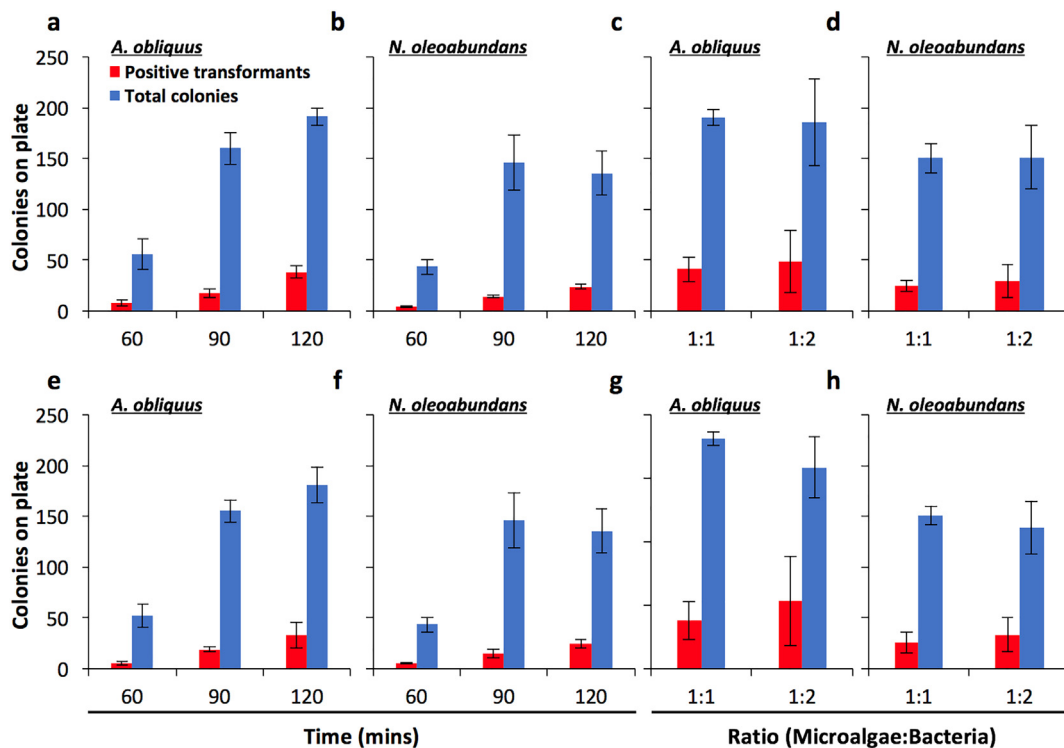 a b c d
A. obliquus N. oleoabundans A. obliquus N. oleoabundans
250
Positive transformants
Total colonies
200
150
100
50
0
Colonies on plate
60 90 120 60 90 120 1:1 1:2 1:1 1:2
e f g h
A. obliquus N. oleoabundans A. obliquus N. oleoabundans
250
200
150
100
50
0
Colonies on plate
60 90 120 60 90 120 1:1 1:2 1:1 1:2
Time (mins) Ratio (Microalgae:Bacteria)